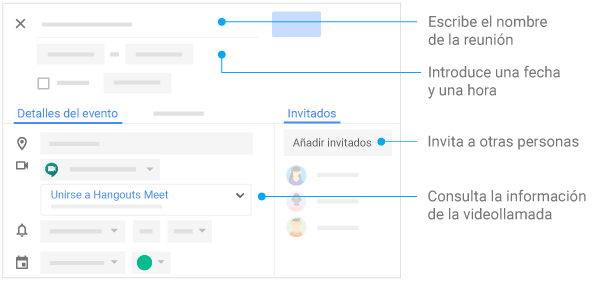 Escribe el nombre
de la reunión
Introduce una fecha
y una hora
Detalles del evento
Invitados
Añadir invitados
Invita a otras personas
Unirse a Hangouts Meet
Consulta la información
de la videollamada